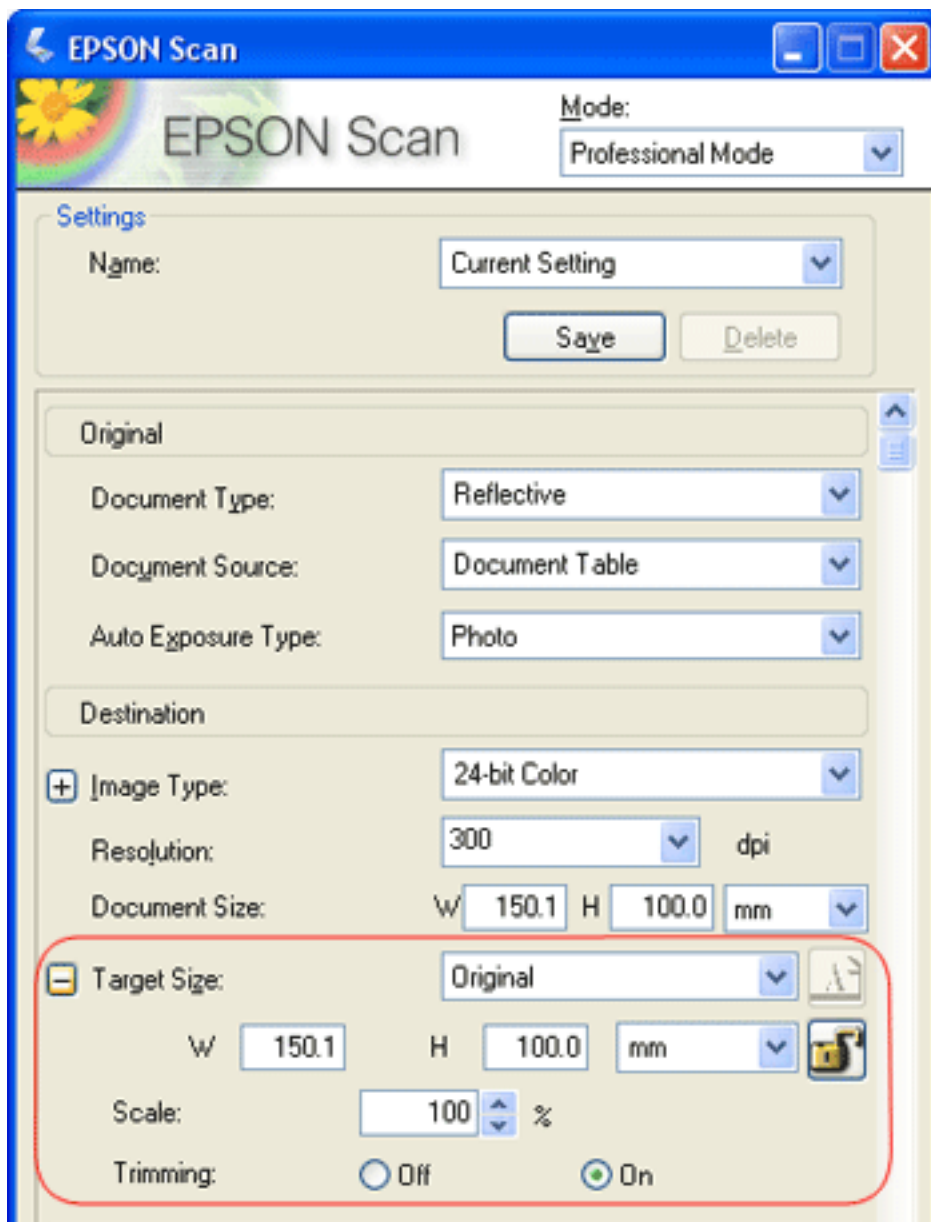 EPSON Scan
EPSON Scan
Mode:
Professional Mode
Settings
Name:
Current Setting
Save
Delete
Original
Document Type:
Reflective
Document Source:
Document Table
Auto Exposure Type:
Photo
Destination
Image Type:
24-bit Color
Resolution:
300
dpi
Document Size:
W 150.1 H 100.0 mm
Target Size:
Original
W 150.1 H 100.0 mm
Scale:
100 %
Trimming:
Off On